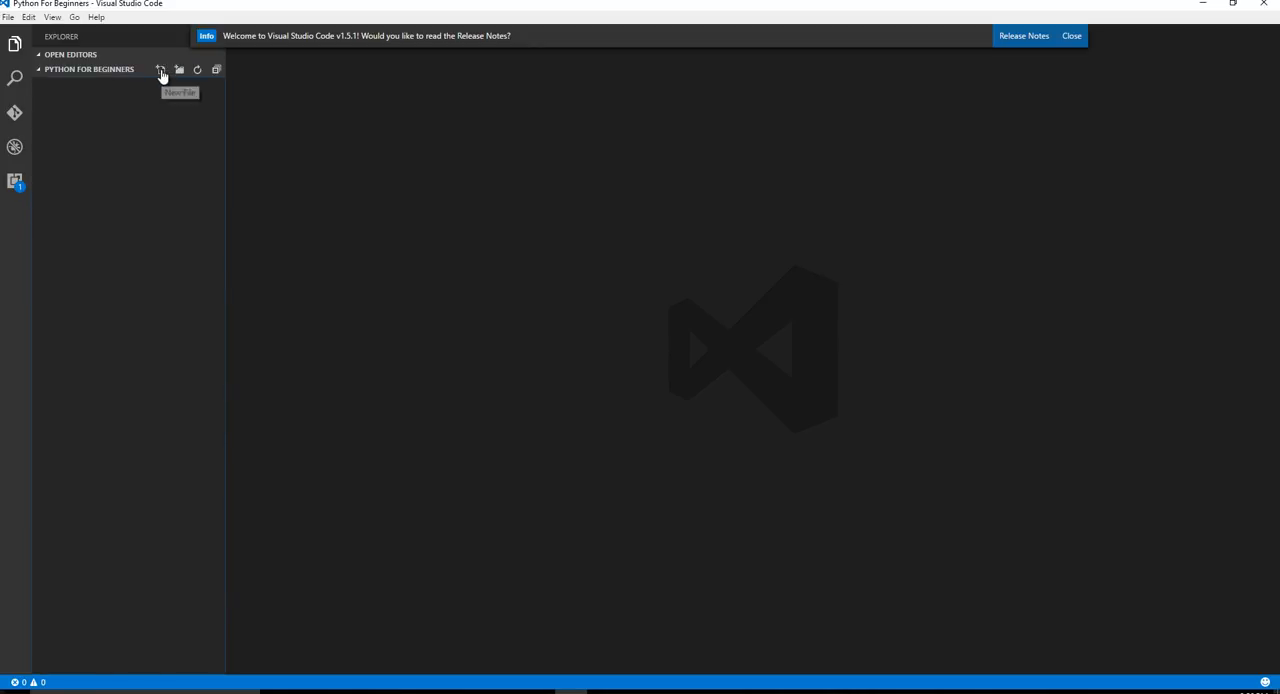 Python For Beginners - Visual Studio Code
File Edit View Go Help
EXPLORER
Info Welcome to Visual Studio Code v1.5.1! Would you like to read the Release Notes? Release Notes Close
OPEN EDITORS
PYTHON FOR BEGINNERS
New File
1
0 0